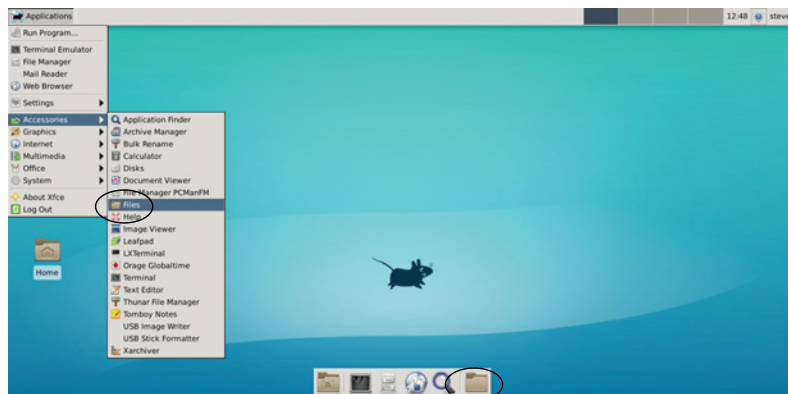 Applications
12:48
steve
Run Program...
Terminal Emulator
File Manager
Mail Reader
Web Browser
Settings
Accessories
Graphics
Internet
Multimedia
Office
System
About Xfce
Log Out
Application Finder
Archive Manager
Bulk Rename
Calculator
Disks
Document Viewer
File Manager PCManFM
Files
Help
Image Viewer
Leafpad
LXTerminal
Orage Globaltime
Terminal
Text Editor
Thunar File Manager
Tomboy Notes
USB Image Writer
USB Stick Formatter
Xarchiver
Home